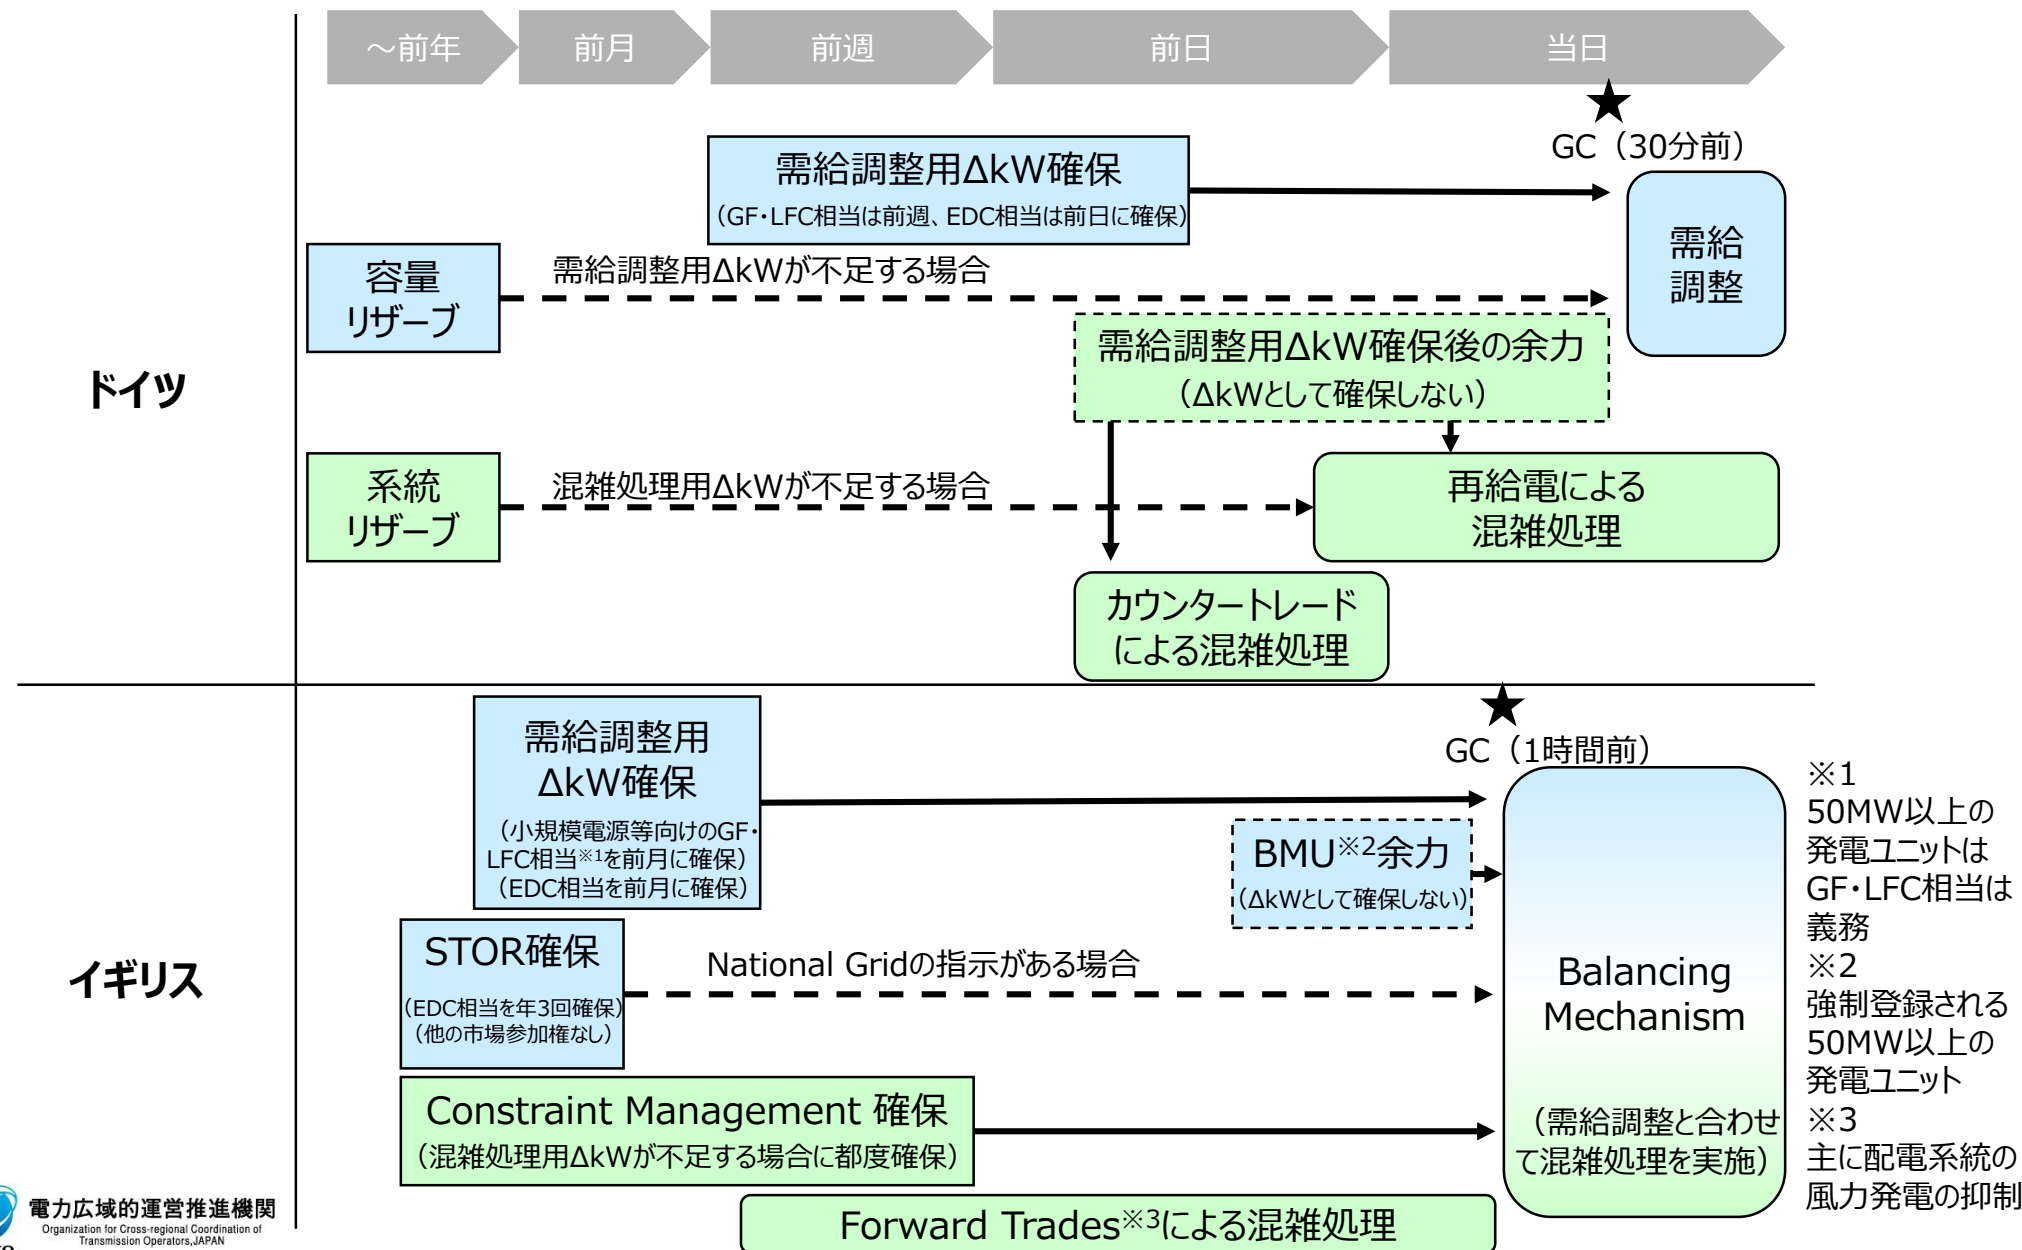 ～前年
前月
前週
前日
当日
GC（30分前）
ドイツ
需給調整用ΔkW確保
（GF・LFC相当は前週、EDC相当は前日に確保）
需給
調整
容量
リザーブ
需給調整用ΔkWが不足する場合
需給調整用ΔkW確保後の余力
（ΔkWとして確保しない）
系統
リザーブ
混雑処理用ΔkWが不足する場合
再給電による
混雑処理
カウンタートレード
による混雑処理
イギリス
GC（1時間前）
需給調整用
ΔkW確保
（小規模電源等向けのGF・
LFC相当※1を前月に確保）
（EDC相当を前月に確保）
BMU※2余力
（ΔkWとして確保しない）
STOR確保
（EDC相当を年3回確保）
（他の市場参加権なし）
National Gridの指示がある場合
Constraint Management 確保
（混雑処理用ΔkWが不足する場合に都度確保）
Balancing
Mechanism
（需給調整と合わせ
て混雑処理を実施）
Forward Trades※3による混雑処理
※1
50MW以上の
発電ユニットは
GF・LFC相当は
義務
※2
強制登録される
50MW以上の
発電ユニット
※3
主に配電系統の
風力発電の抑制
電力広域的運営推進機関
Organization for Cross-regional Coordination of
Transmission Operators,JAPAN